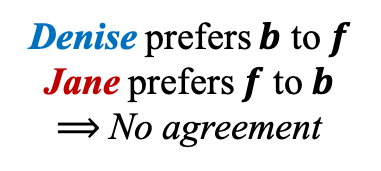 Denise prefers b to f
Jane prefers f to b
⟹ No agreement